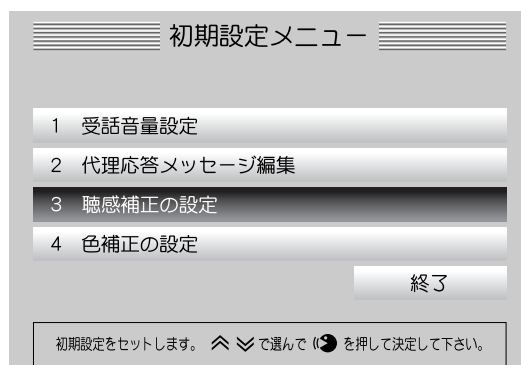 初期設定メニュー
1 受話音量設定
2 代理応答メッセージ編集
3 聴感補正の設定
4 色補正の設定
終了
初期設定をセットします。 で選んで を押して決定して下さい。